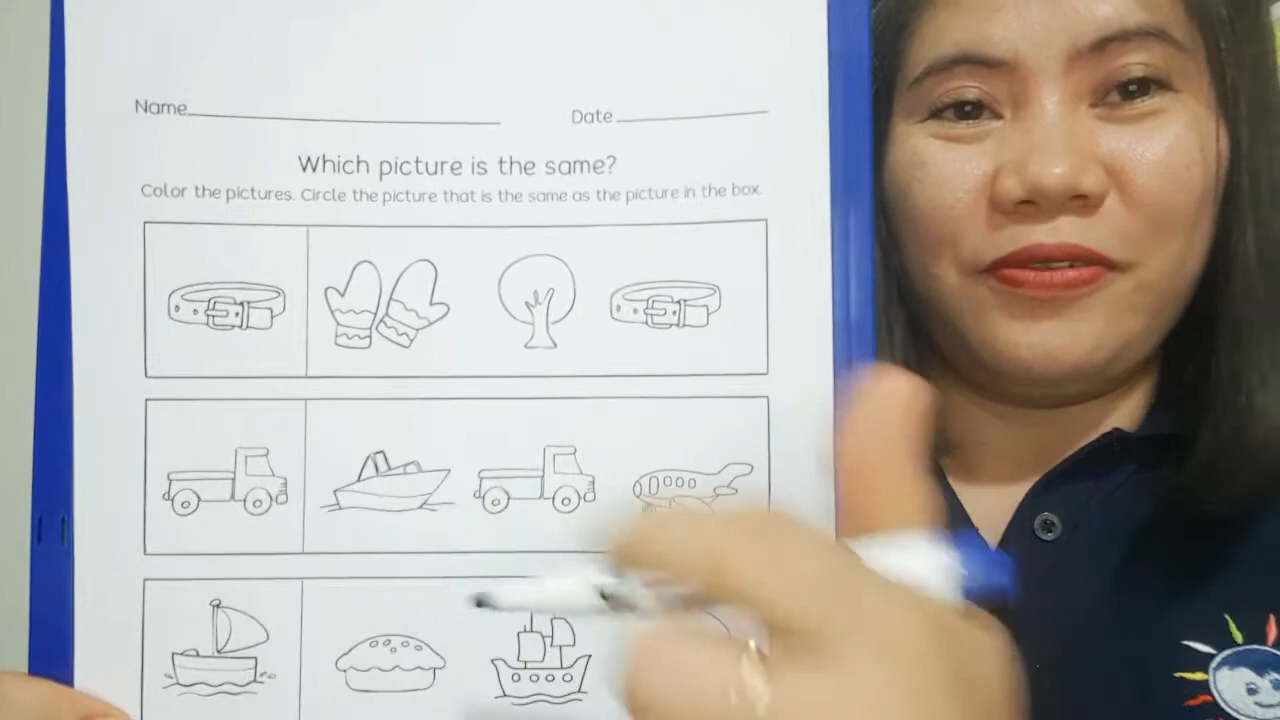 Name Date
Which picture is the same?
Color the pictures. Circle the picture that is the same as the picture in the box.